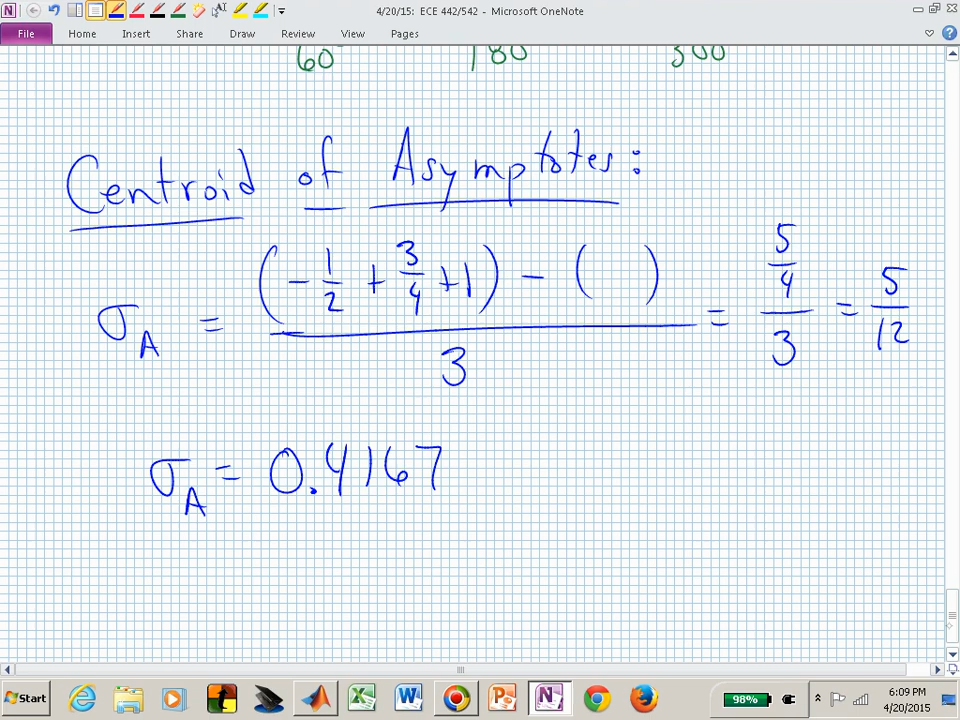 4/20/15: ECE 442/542 - Microsoft OneNote
File Home Insert Share Draw Review View Pages
60° 180 300
Centroid of Asymptotes:
σ_A = ((-1/2 + 3/4 + 1) - ( ))/3 = (5/4)/3 = 5/12
σ_A = 0.4167
Start 98% 6:09 PM
4/20/2015